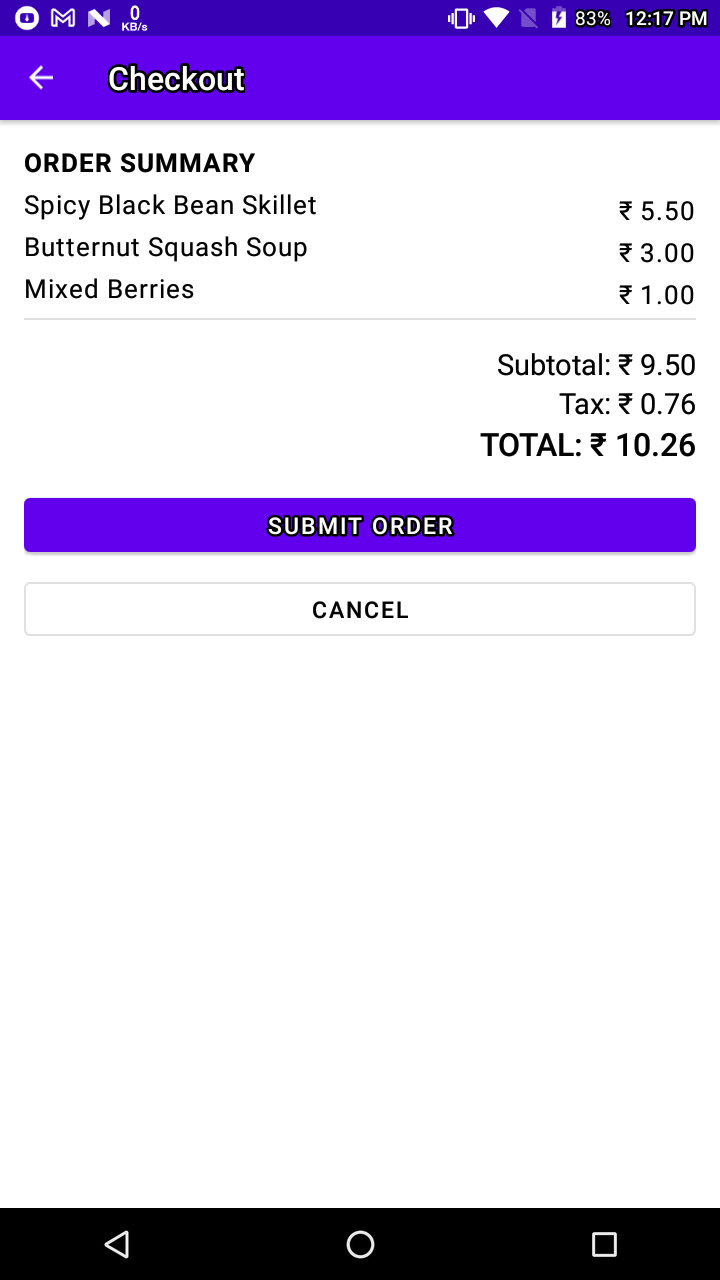 0
KB/s
83% 12:17 PM
Checkout
ORDER SUMMARY
Spicy Black Bean Skillet ₹ 5.50
Butternut Squash Soup ₹ 3.00
Mixed Berries ₹ 1.00
Subtotal: ₹ 9.50
Tax: ₹ 0.76
TOTAL: ₹ 10.26
SUBMIT ORDER
CANCEL